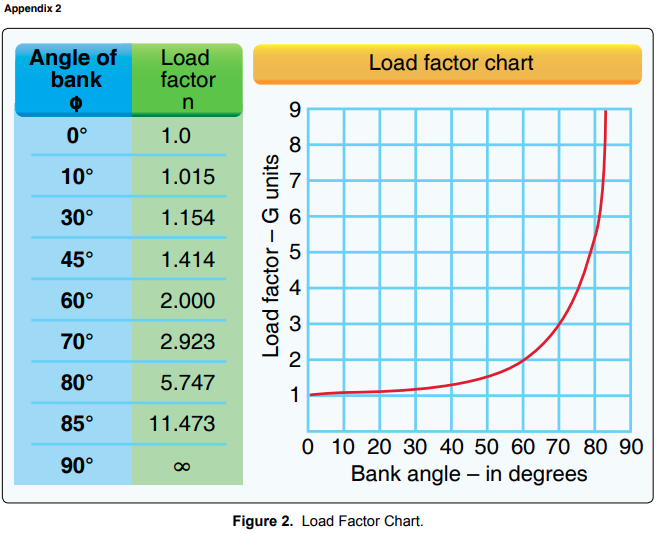 Appendix 2
Angle of
bank
ϕ
Load
factor
n
0° 1.0
10° 1.015
30° 1.154
45° 1.414
60° 2.000
70° 2.923
80° 5.747
85° 11.473
90° ∞
Load factor chart
Load factor – G units
9
8
7
6
5
4
3
2
1
0 10 20 30 40 50 60 70 80 90
Bank angle – in degrees
Figure 2. Load Factor Chart.